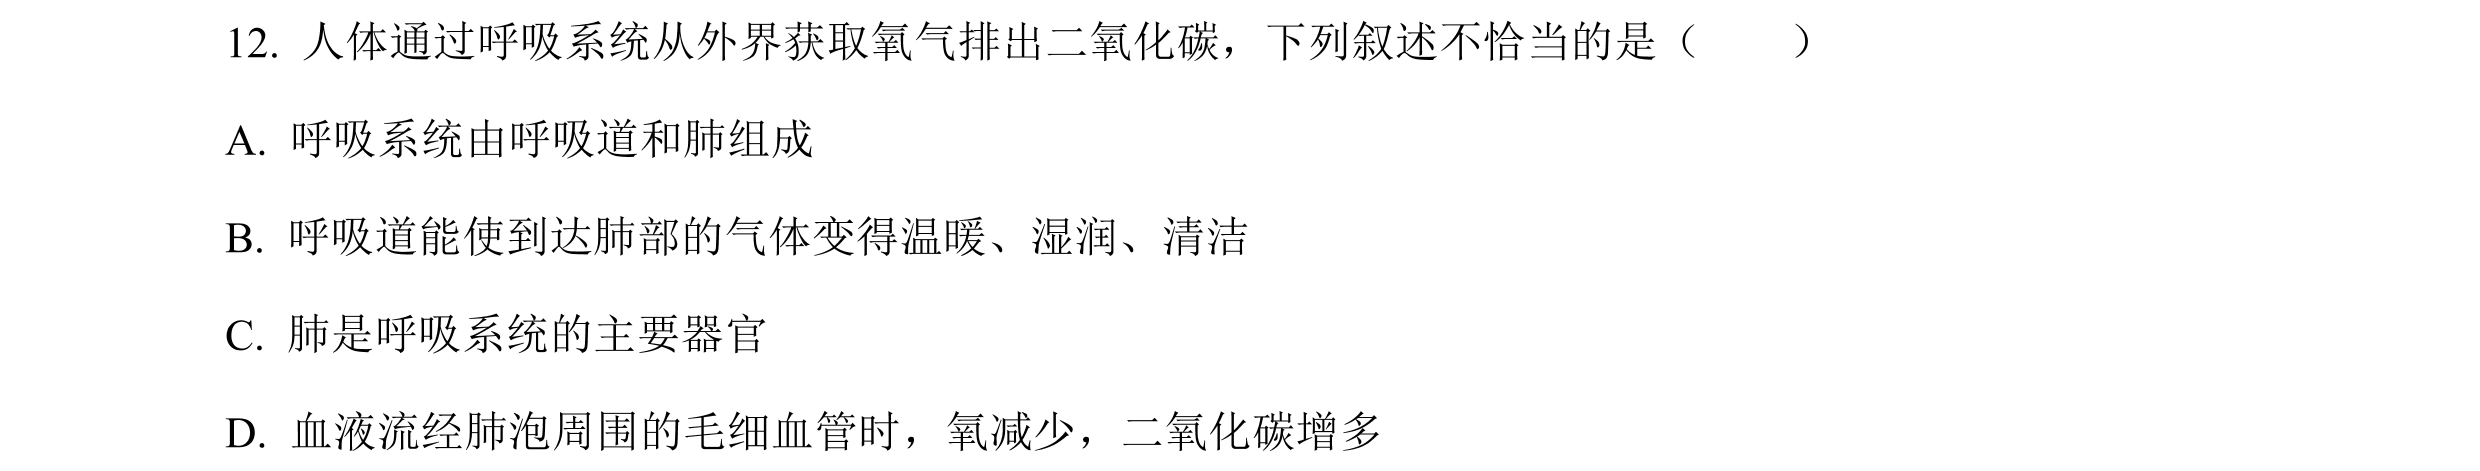 12. 人体通过呼吸系统从外界获取氧气排出二氧化碳，下列叙述不恰当的是（　　）
A. 呼吸系统由呼吸道和肺组成
B. 呼吸道能使到达肺部的气体变得温暖、湿润、清洁
C. 肺是呼吸系统的主要器官
D. 血液流经肺泡周围的毛细血管时，氧减少，二氧化碳增多